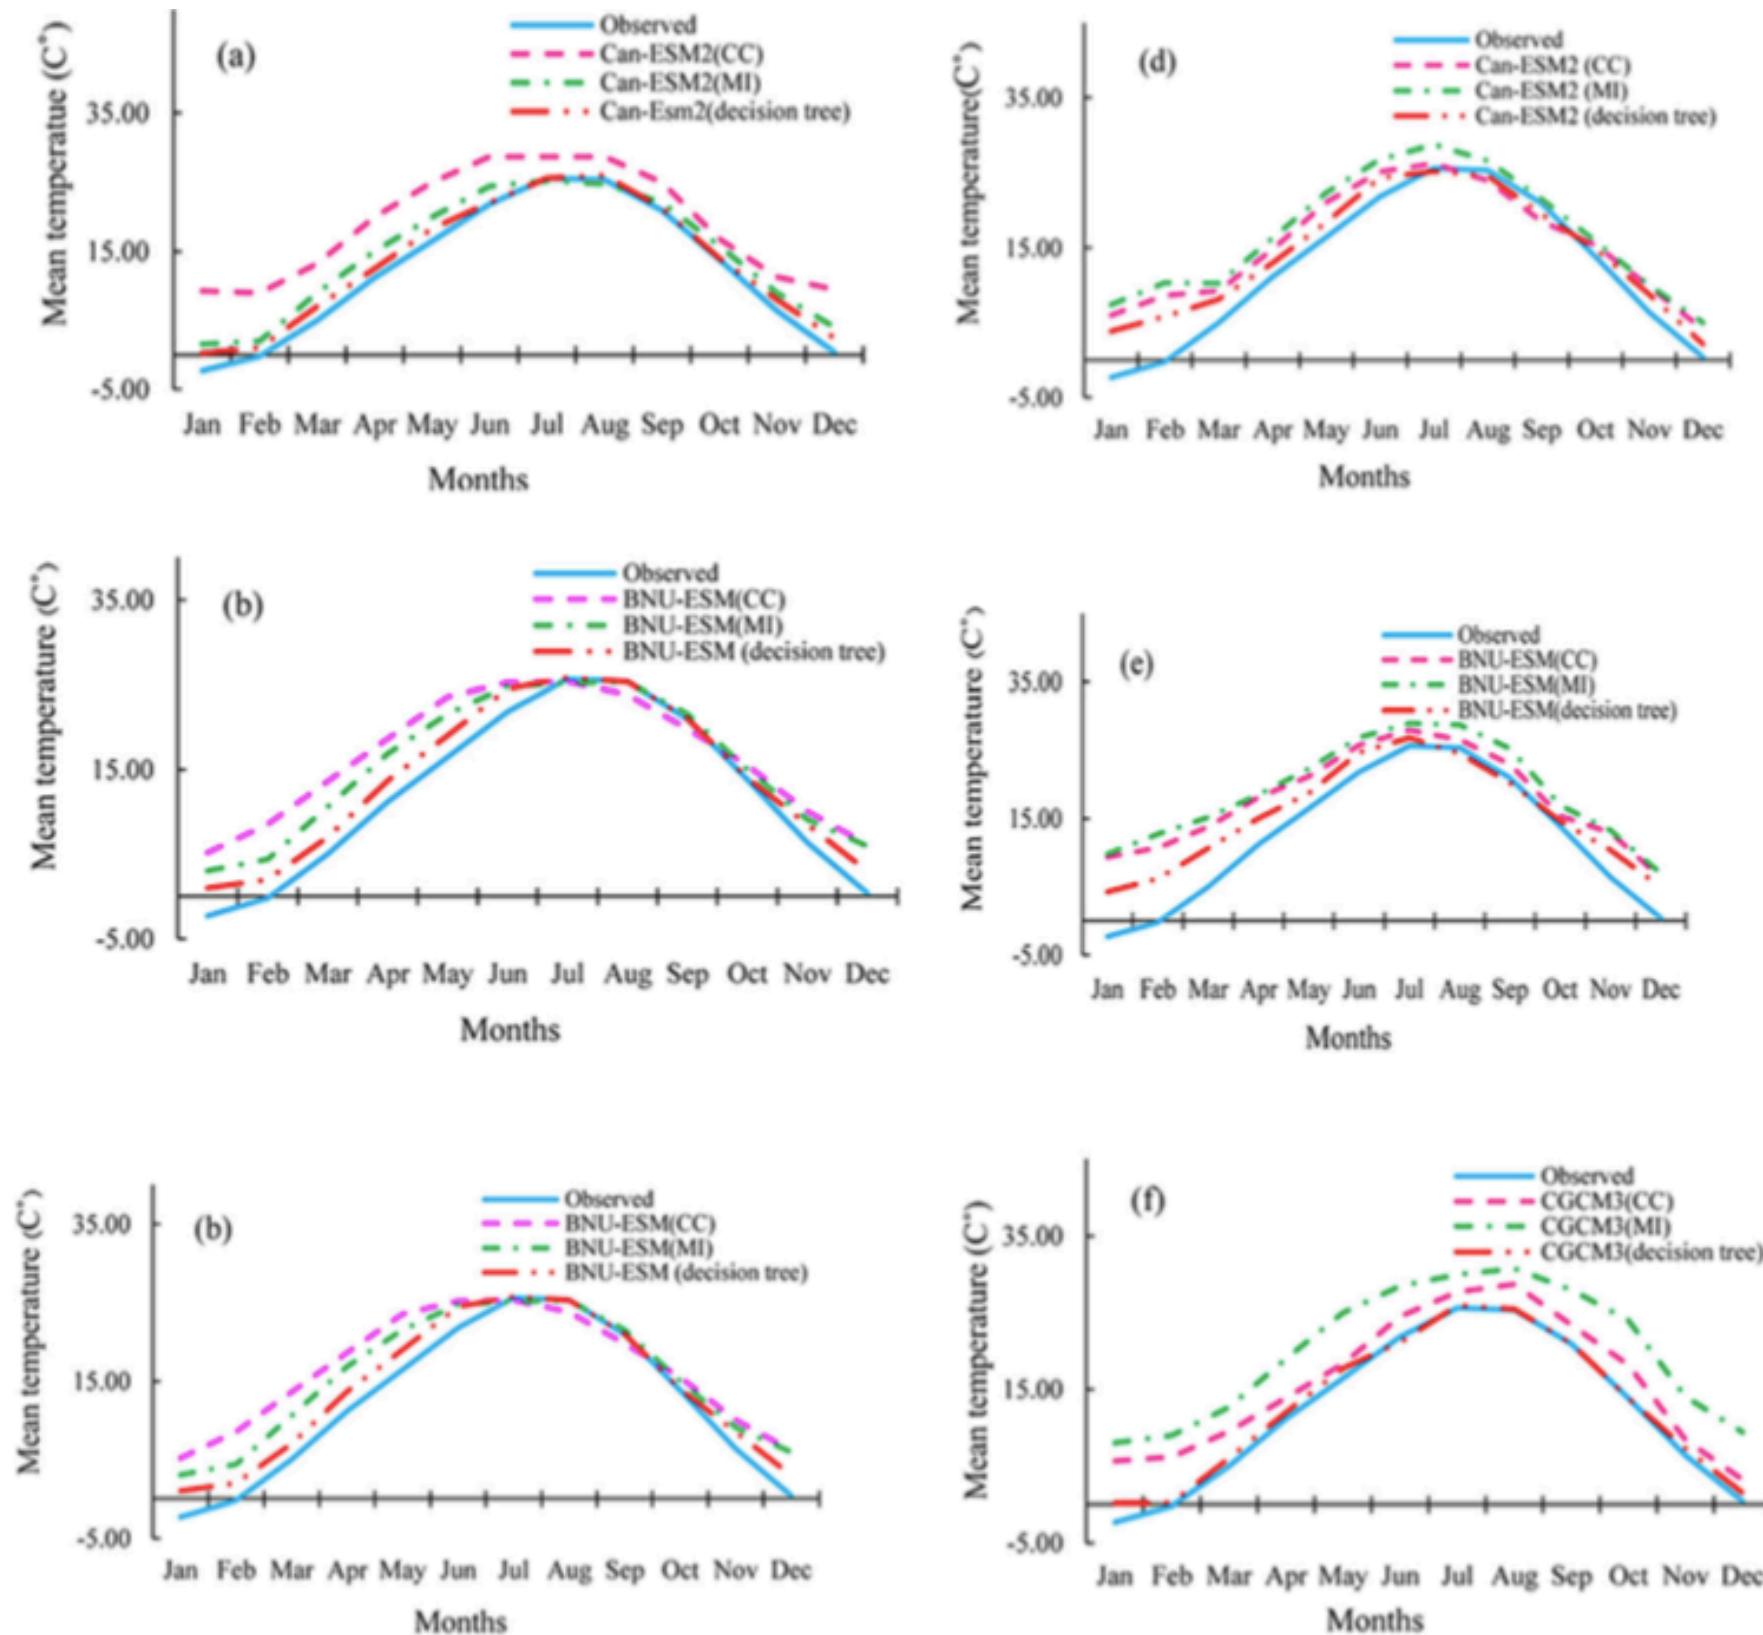 (a)
Observed
Can-ESM2(CC)
Can-ESM2(MI)
Can-Esm2(decision tree)
Mean temperatue (C°)
35.00
15.00
-5.00
Jan Feb Mar Apr May Jun Jul Aug Sep Oct Nov Dec
Months
(d)
Observed
Can-ESM2 (CC)
Can-ESM2 (MI)
Can-ESM2 (decision tree)
Mean temperature(C°)
35.00
15.00
-5.00
Jan Feb Mar Apr May Jun Jul Aug Sep Oct Nov Dec
Months
(b)
Observed
BNU-ESM(CC)
BNU-ESM(MI)
BNU-ESM (decision tree)
Mean temperature (C°)
35.00
15.00
-5.00
Jan Feb Mar Apr May Jun Jul Aug Sep Oct Nov Dec
Months
(e)
Observed
BNU-ESM(CC)
BNU-ESM(MI)
BNU-ESM(decision tree)
Mean temperature (C°)
35.00
15.00
-5.00
Jan Feb Mar Apr May Jun Jul Aug Sep Oct Nov Dec
Months
(b)
Observed
BNU-ESM(CC)
BNU-ESM(MI)
BNU-ESM (decision tree)
Mean temperature (C°)
35.00
15.00
-5.00
Jan Feb Mar Apr May Jun Jul Aug Sep Oct Nov Dec
Months
(f)
Observed
CGCM3(CC)
CGCM3(MI)
CGCM3(decision tree)
Mean temperature (C°)
35.00
15.00
-5.00
Jan Feb Mar Apr May Jun Jul Aug Sep Oct Nov Dec
Months